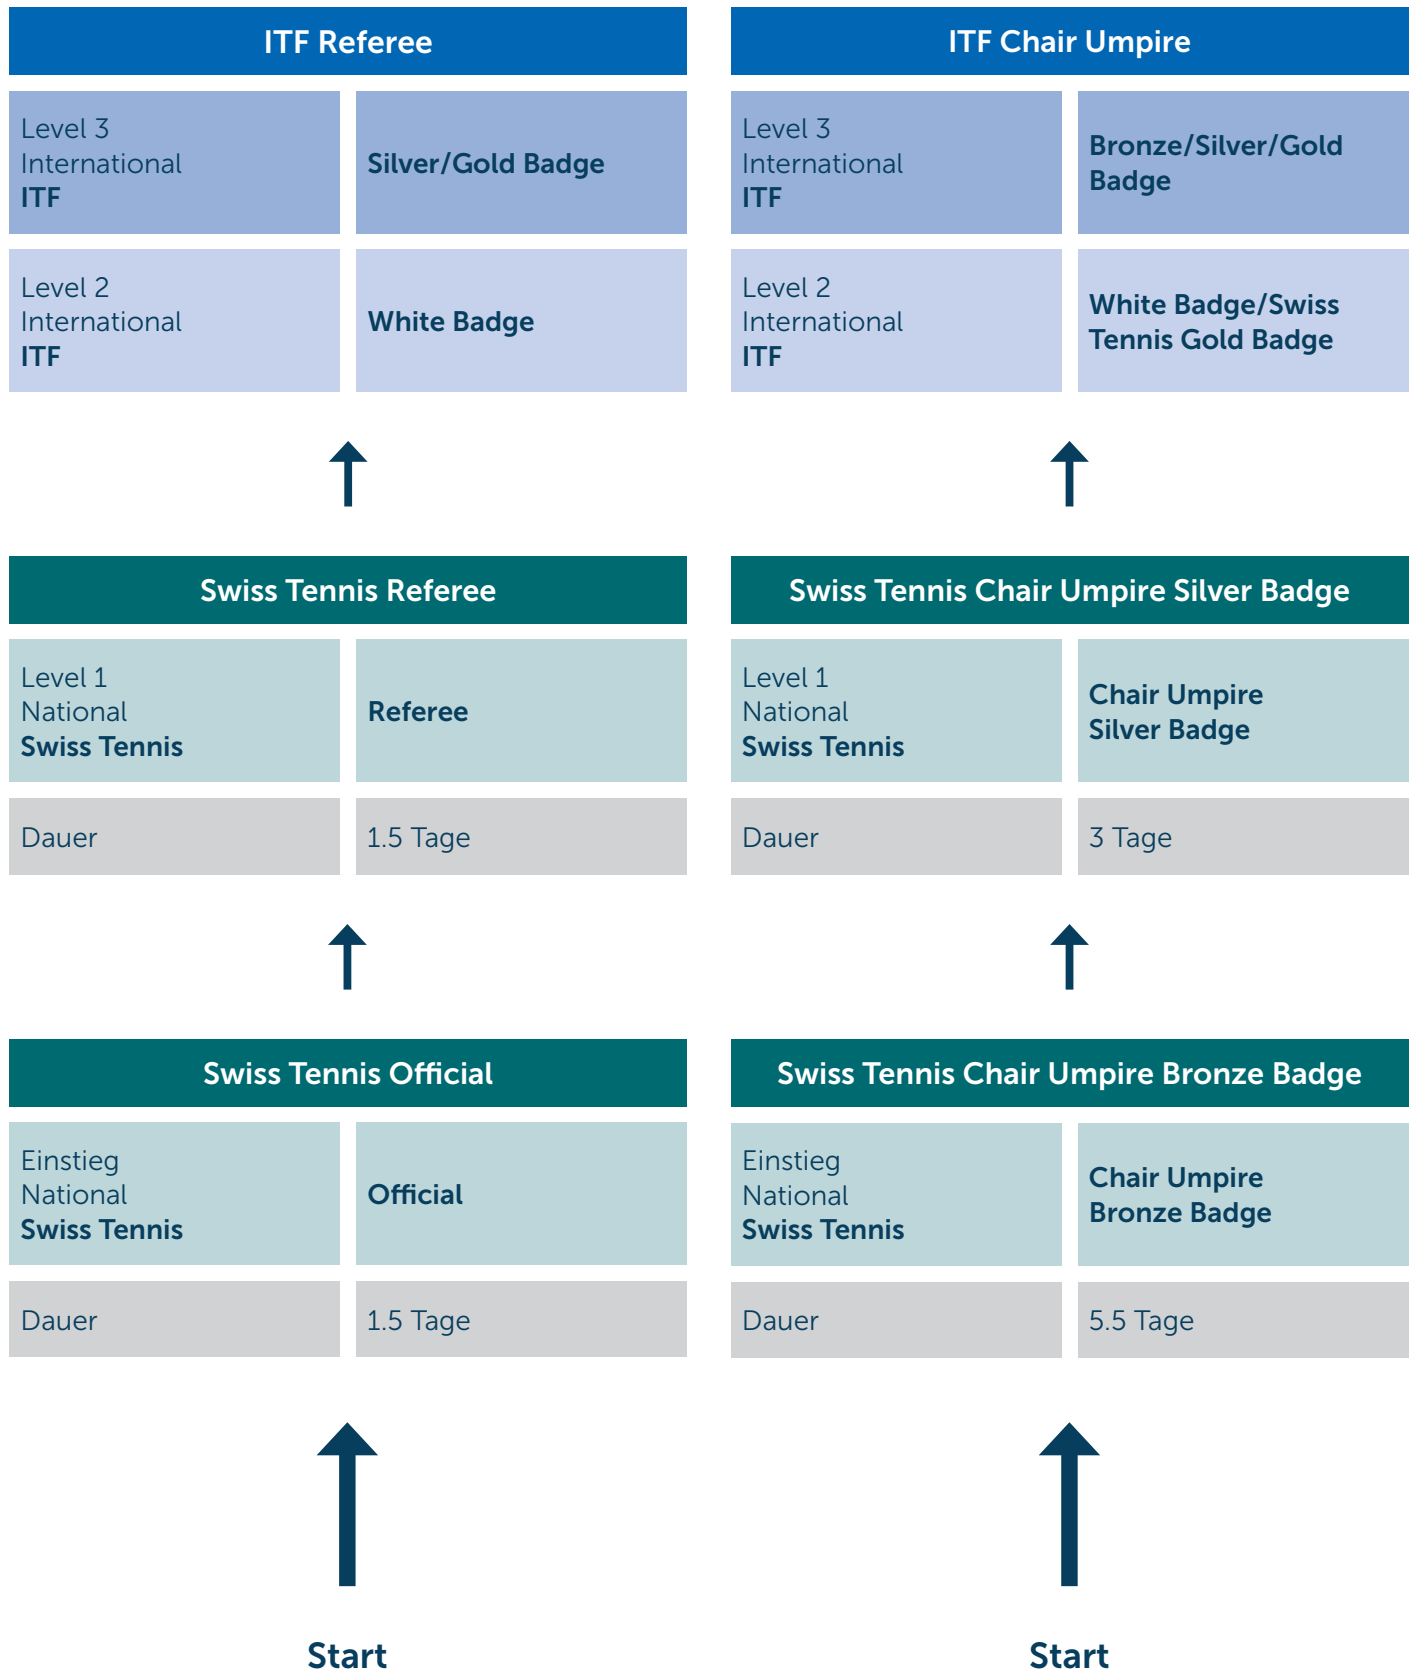 ITF Referee
Level 3
International
ITF
Silver/Gold Badge
Level 2
International
ITF
White Badge
Swiss Tennis Referee
Level 1
National
Swiss Tennis
Referee
Dauer
1.5 Tage
Swiss Tennis Official
Einstieg
National
Swiss Tennis
Official
Dauer
1.5 Tage
Start
ITF Chair Umpire
Level 3
International
ITF
Bronze/Silver/Gold
Badge
Level 2
International
ITF
White Badge/Swiss
Tennis Gold Badge
Swiss Tennis Chair Umpire Silver Badge
Level 1
National
Swiss Tennis
Chair Umpire
Silver Badge
Dauer
3 Tage
Swiss Tennis Chair Umpire Bronze Badge
Einstieg
National
Swiss Tennis
Chair Umpire
Bronze Badge
Dauer
5.5 Tage
Start